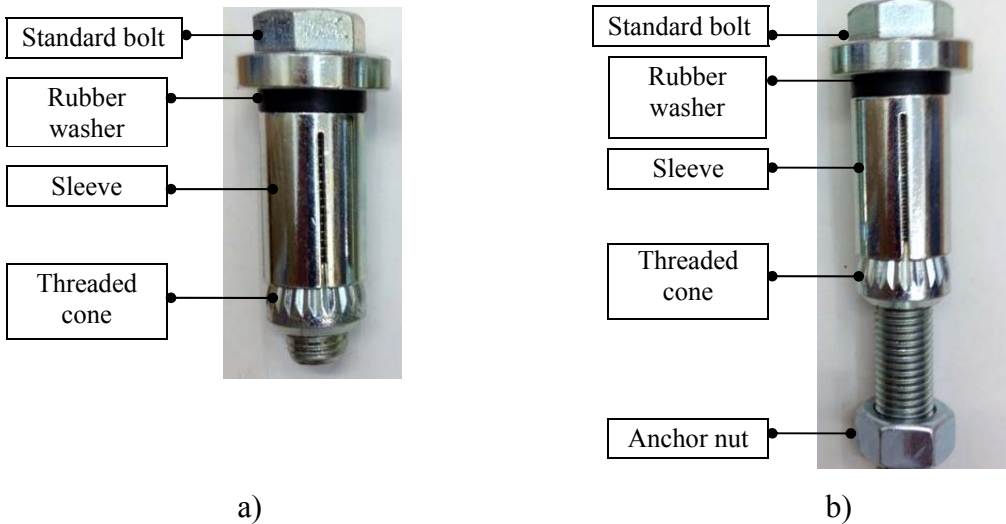 Standard bolt
Rubber
washer
Sleeve
Threaded
cone
a)
Standard bolt
Rubber
washer
Sleeve
Threaded
cone
Anchor nut
b)